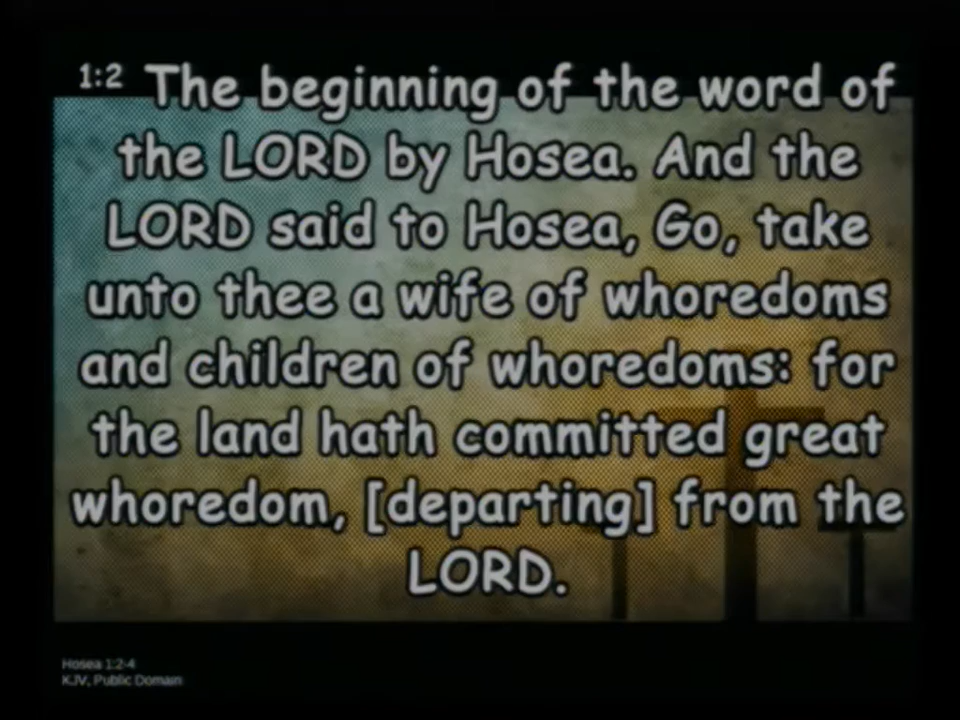 1:2 The beginning of the word of
the LORD by Hosea. And the
LORD said to Hosea, Go, take
unto thee a wife of whoredoms
and children of whoredoms: for
the land hath committed great
whoredom, [departing] from the
LORD.
Hosea 1:2-4
KJV, Public Domain